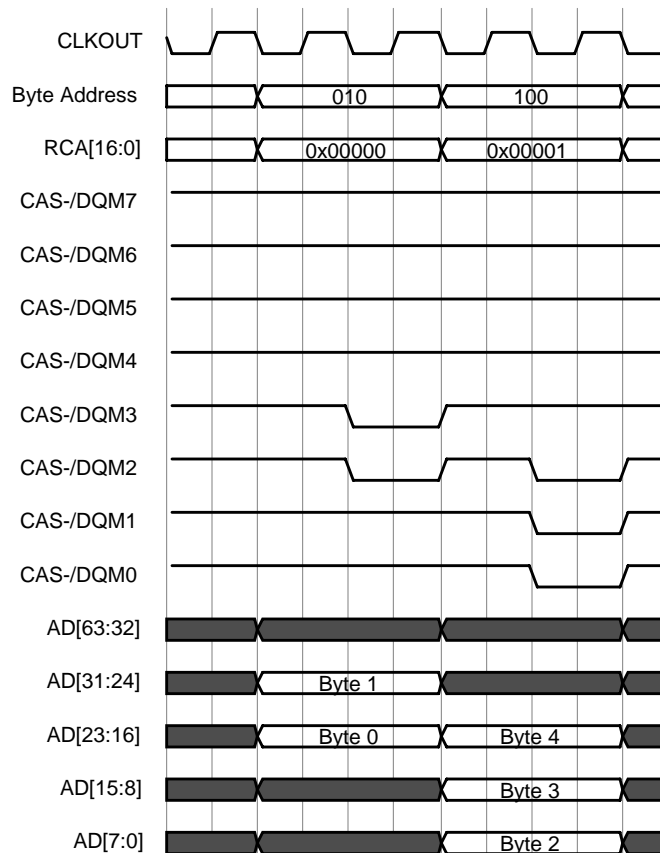 CLKOUT
Byte Address 010 100
RCA[16:0] 0x00000 0x00001
CAS-/DQM7
CAS-/DQM6
CAS-/DQM5
CAS-/DQM4
CAS-/DQM3
CAS-/DQM2
CAS-/DQM1
CAS-/DQM0
AD[63:32]
AD[31:24] Byte 1
AD[23:16] Byte 0 Byte 4
AD[15:8] Byte 3
AD[7:0] Byte 2